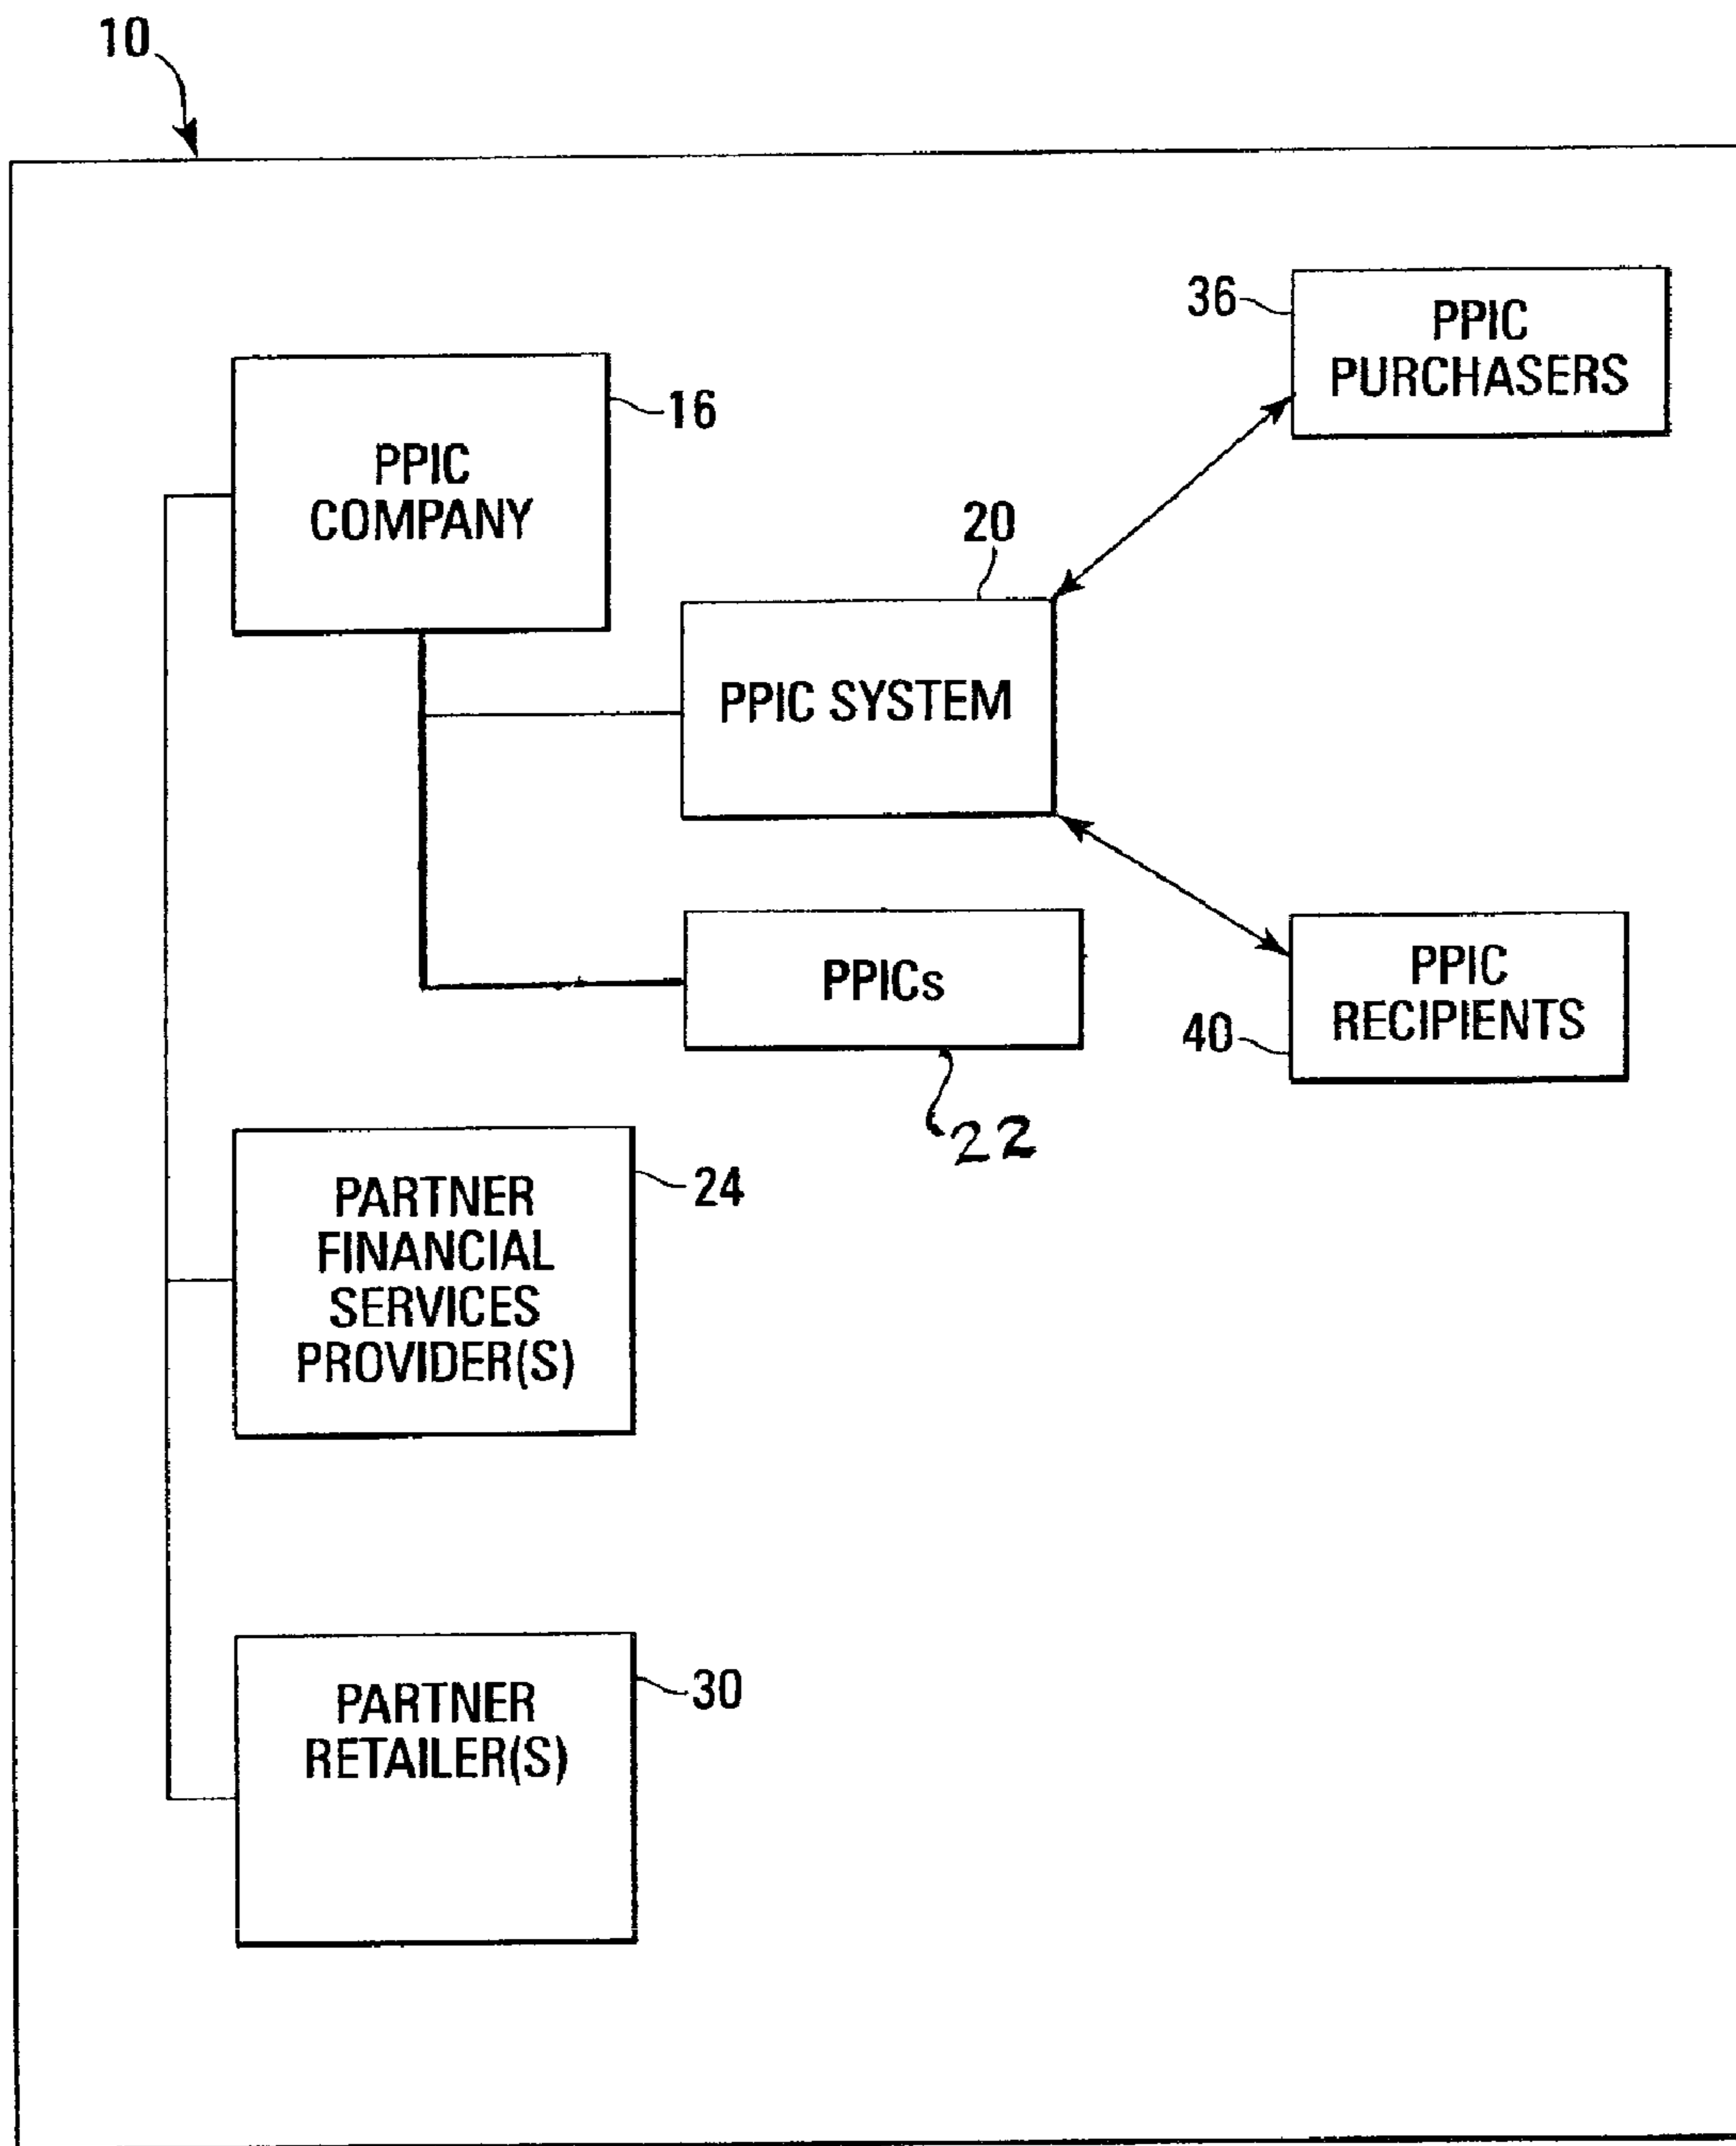 10
36
PPIC
PURCHASERS
16
PPIC
COMPANY
20
PPIC SYSTEM
PPICs
22
PPIC
RECIPIENTS
40
24
PARTNER
FINANCIAL
SERVICES
PROVIDER(S)
30
PARTNER
RETAILER(S)